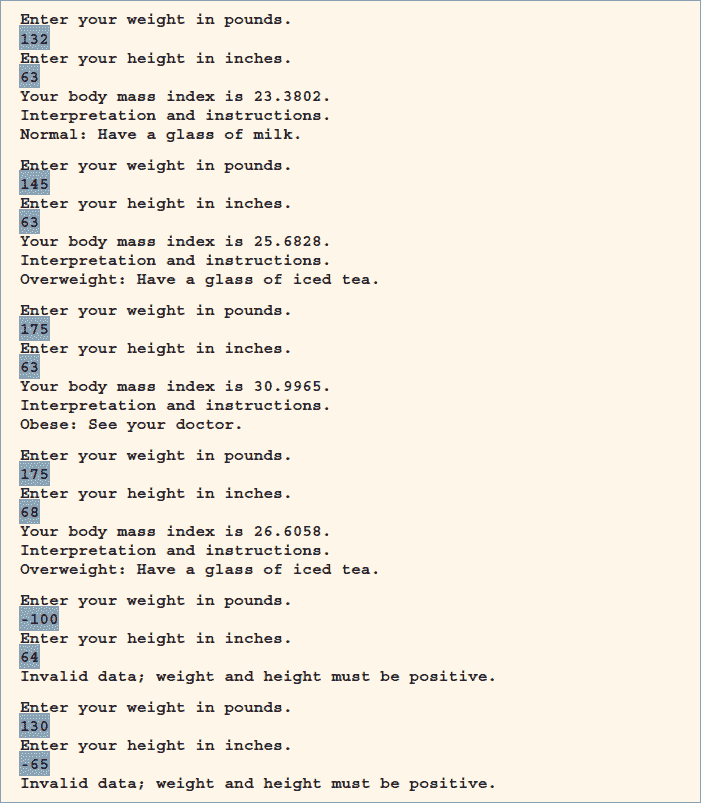 Enter your weight in pounds.
132
Enter your height in inches.
63
Your body mass index is 23.3802.
Interpretation and instructions.
Normal: Have a glass of milk.
Enter your weight in pounds.
145
Enter your height in inches.
63
Your body mass index is 25.6828.
Interpretation and instructions.
Overweight: Have a glass of iced tea.
Enter your weight in pounds.
175
Enter your height in inches.
63
Your body mass index is 30.9965.
Interpretation and instructions.
Obese: See your doctor.
Enter your weight in pounds.
175
Enter your height in inches.
68
Your body mass index is 26.6058.
Interpretation and instructions.
Overweight: Have a glass of iced tea.
Enter your weight in pounds.
-100
Enter your height in inches.
64
Invalid data; weight and height must be positive.
Enter your weight in pounds.
130
Enter your height in inches.
-65
Invalid data; weight and height must be positive.